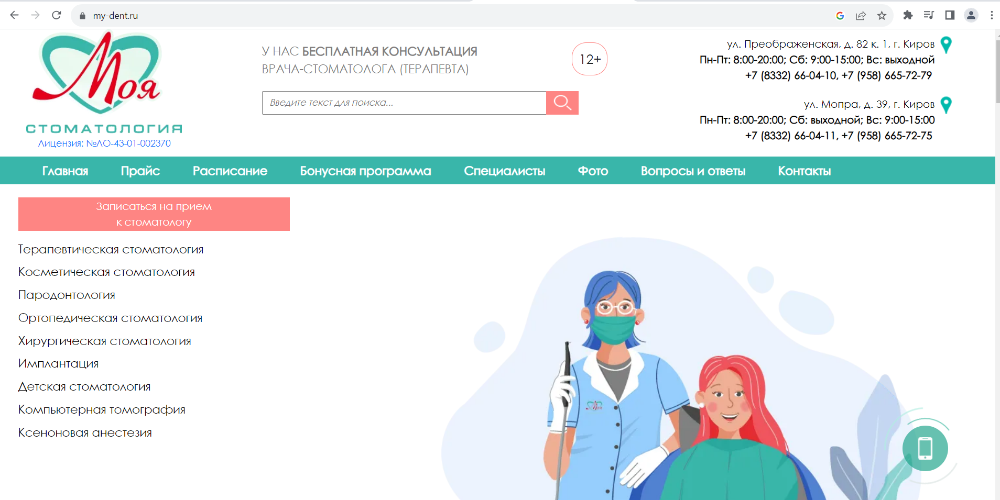 my-dent.ru
Моя
СТОМАТОЛОГИЯ
Лицензия: №ЛО-43-01-002370
У НАС БЕСПЛАТНАЯ КОНСУЛЬТАЦИЯ
ВРАЧА-СТОМАТОЛОГА (ТЕРАПЕВТА)
Введите текст для поиска...
12+
ул. Преображенская, д. 82 к. 1, г. Киров
Пн-Пт: 8:00-20:00; Сб: 9:00-15:00; Вс: выходной
+7 (8332) 66-04-10, +7 (958) 665-72-79
ул. Мопра, д. 39, г. Киров
Пн-Пт: 8:00-20:00; Сб: выходной; Вс: 9:00-15:00
+7 (8332) 66-04-11, +7 (958) 665-72-75
Главная Прайс Расписание Бонусная программа Специалисты Фото Вопросы и ответы Контакты
Записаться на прием
к стоматологу
Терапевтическая стоматология
Косметическая стоматология
Пародонтология
Ортопедическая стоматология
Хирургическая стоматология
Имплантация
Детская стоматология
Компьютерная томография
Ксеноновая анестезия
Моя